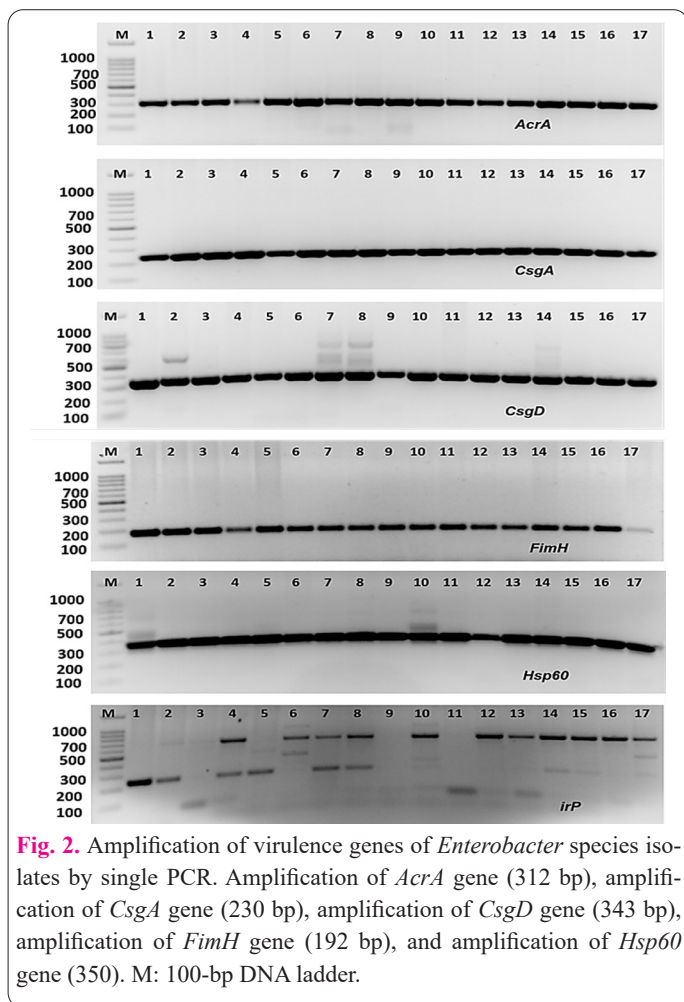 M 1 2 3 4 5 6 7 8 9 10 11 12 13 14 15 16 17
1000
700
500
300
200
100
AcrA
M 1 2 3 4 5 6 7 8 9 10 11 12 13 14 15 16 17
1000
700
500
300
200
100
CsgA
M 1 2 3 4 5 6 7 8 9 10 11 12 13 14 15 16 17
1000
700
500
300
200
100
CsgD
M 1 2 3 4 5 6 7 8 9 10 11 12 13 14 15 16 17
1000
700
500
300
200
100
FimH
M 1 2 3 4 5 6 7 8 9 10 11 12 13 14 15 16 17
1000
700
500
300
200
100
Hsp60
M 1 2 3 4 5 6 7 8 9 10 11 12 13 14 15 16 17
1000
700
500
300
200
100
irP
Fig. 2. Amplification of virulence genes of Enterobacter species iso-
lates by single PCR. Amplification of AcrA gene (312 bp), amplifi-
cation of CsgA gene (230 bp), amplification of CsgD gene (343 bp),
amplification of FimH gene (192 bp), and amplification of Hsp60
gene (350). M: 100-bp DNA ladder.